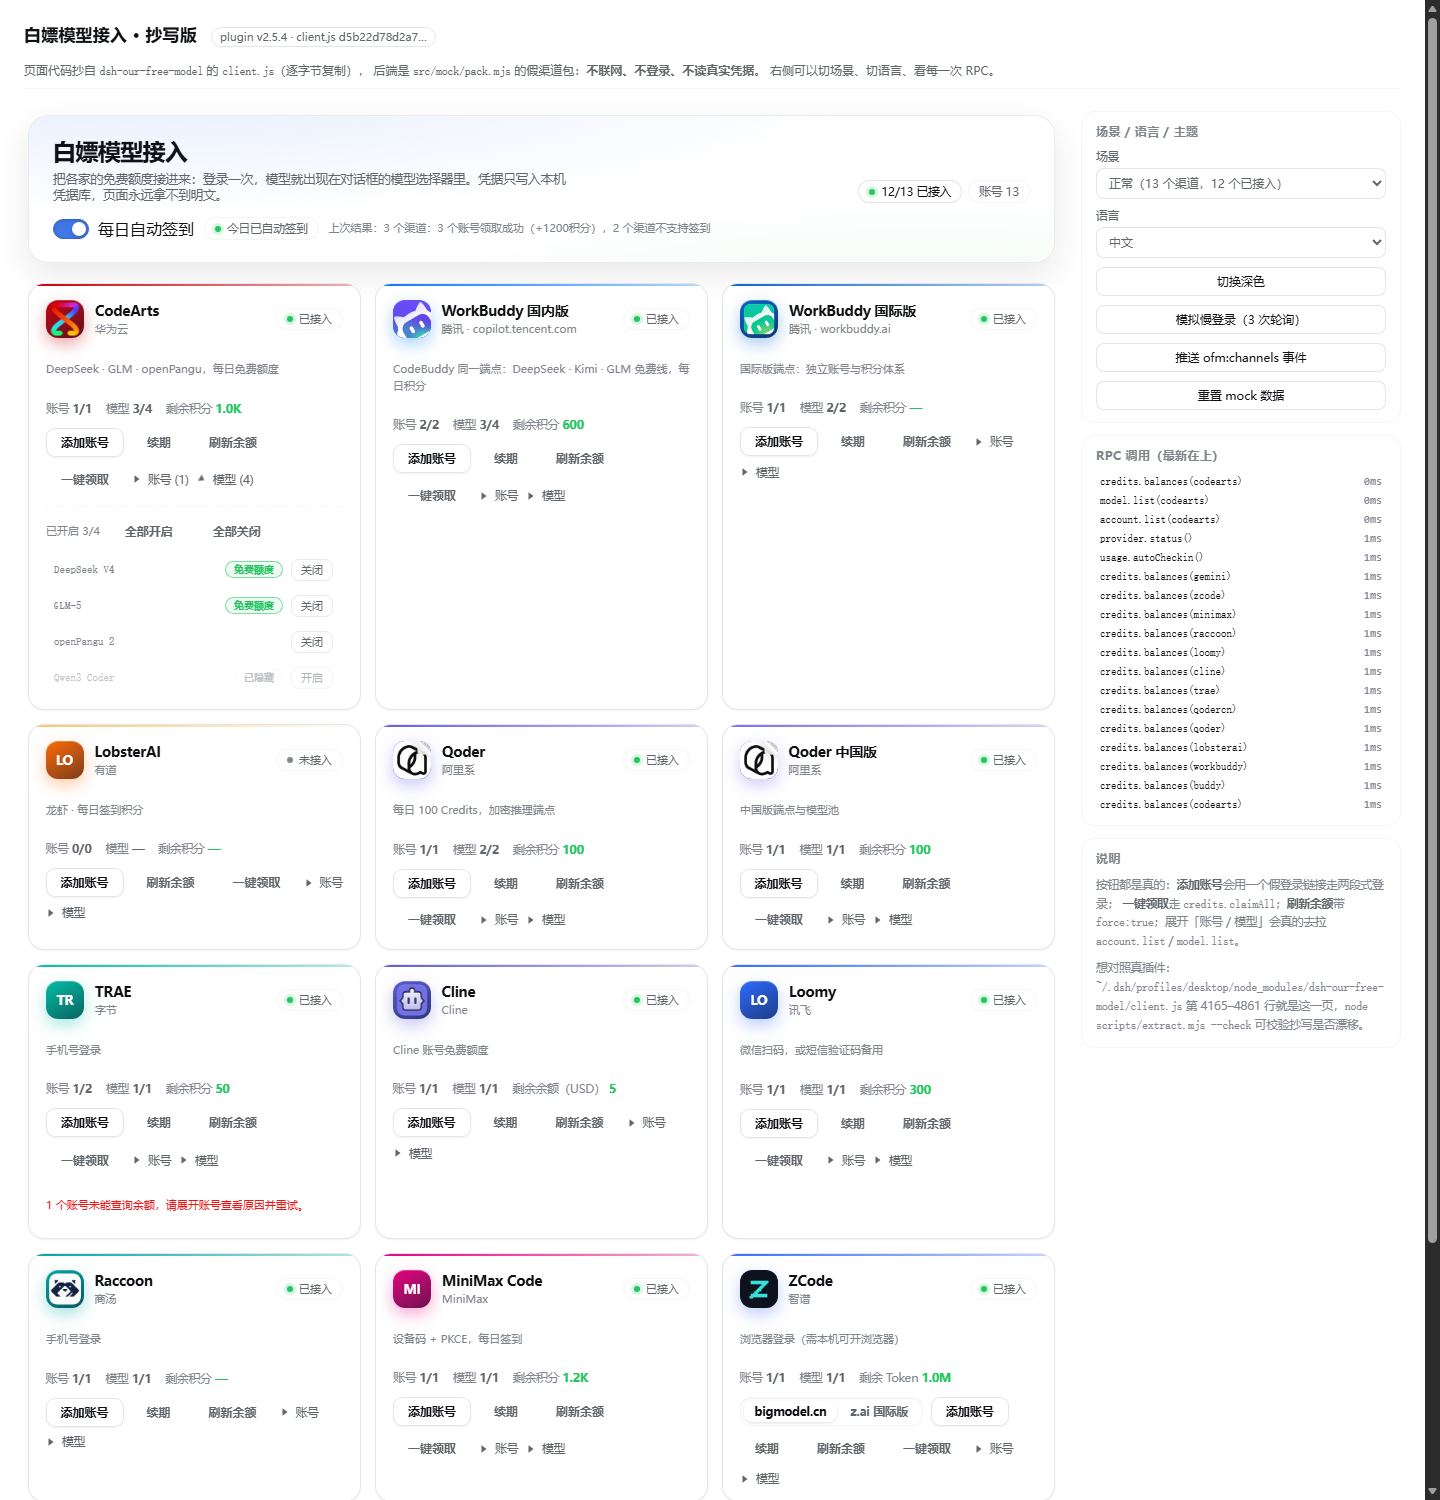 白嫖模型接入 · 抄写版
plugin v2.5.4 · client.js d5b22d78d2a7…
页面代码抄自 dsh-our-free-model 的 client.js（逐字节复制），后端是 src/mock/pack.mjs 的假渠道包：不联网、不登录、不读真实凭据。 右侧可以切场景、切语言、看每一次 RPC。
白嫖模型接入
把各家的免费额度接进来：登录一次，模型就出现在对话框的模型选择器里。凭据只写入本机
凭据库，页面永远拿不到明文。
12/13 已接入
账号 13
每日自动签到
今日已自动签到
上次结果：3 个渠道：3 个账号领取成功（+1200积分），2 个渠道不支持签到
CodeArts
华为云
已接入
DeepSeek · GLM · openPangu，每日免费额度
账号 1/1 模型 3/4 剩余积分 1.0K
添加账号 续期 刷新余额
一键领取 账号 (1) 模型 (4)
已开启 3/4 全部开启 全部关闭
DeepSeek V4 免费额度 关闭
GLM-5 免费额度 关闭
openPangu 2 关闭
Qwen3 Coder 已隐藏 开启
WorkBuddy 国内版
腾讯 · copilot.tencent.com
已接入
CodeBuddy 同一端点：DeepSeek · Kimi · GLM 免费线，每
日积分
账号 2/2 模型 3/4 剩余积分 600
添加账号 续期 刷新余额
一键领取 账号 模型
WorkBuddy 国际版
腾讯 · workbuddy.ai
已接入
国际版端点：独立账号与积分体系
账号 1/1 模型 2/2 剩余积分 —
添加账号 续期 刷新余额 账号
模型
LO
LobsterAI
有道
未接入
龙虾 · 每日签到积分
账号 0/0 模型 — 剩余积分 —
添加账号 刷新余额 一键领取 账号
模型
Qoder
阿里系
已接入
每日 100 Credits，加密推理端点
账号 1/1 模型 2/2 剩余积分 100
添加账号 续期 刷新余额
一键领取 账号 模型
Qoder 中国版
阿里系
已接入
中国版端点与模型池
账号 1/1 模型 1/1 剩余积分 100
添加账号 续期 刷新余额
一键领取 账号 模型
TR
TRAE
字节
已接入
手机号登录
账号 1/2 模型 1/1 剩余积分 50
添加账号 续期 刷新余额
一键领取 账号 模型
1 个账号未能查询余额，请展开账号查看原因并重试。
Cline
Cline
已接入
Cline 账号免费额度
账号 1/1 模型 1/1 剩余余额（USD） 5
添加账号 续期 刷新余额 账号
模型
LO
Loomy
讯飞
已接入
微信扫码，或短信验证码备用
账号 1/1 模型 1/1 剩余积分 300
添加账号 续期 刷新余额
一键领取 账号 模型
Raccoon
商汤
已接入
手机号登录
账号 1/1 模型 1/1 剩余积分 —
添加账号 续期 刷新余额 账号
模型
MI
MiniMax Code
MiniMax
已接入
设备码 + PKCE，每日签到
账号 1/1 模型 1/1 剩余积分 1.2K
添加账号 续期 刷新余额
一键领取 账号 模型
ZCode
智谱
已接入
浏览器登录（需本机可开浏览器）
账号 1/1 模型 1/1 剩余 Token 1.0M
bigmodel.cn z.ai 国际版 添加账号
续期 刷新余额 一键领取 账号
模型
场景 / 语言 / 主题
场景
正常（13 个渠道，12 个已接入）
语言
中文
切换深色
模拟慢登录（3 次轮询）
推送 ofm:channels 事件
重置 mock 数据
RPC 调用（最新在上）
credits.balances(codearts) 0ms
model.list(codearts) 0ms
account.list(codearts) 0ms
provider.status() 1ms
usage.autoCheckin() 1ms
credits.balances(gemini) 1ms
credits.balances(zcode) 1ms
credits.balances(minimax) 1ms
credits.balances(raccoon) 1ms
credits.balances(loomy) 1ms
credits.balances(cline) 1ms
credits.balances(trae) 1ms
credits.balances(qodercn) 1ms
credits.balances(qoder) 1ms
credits.balances(lobsterai) 1ms
credits.balances(workbuddy) 1ms
credits.balances(buddy) 1ms
credits.balances(codearts) 1ms
说明
按钮都是真的：添加账号会用一个假登录链接走两段式登
录； 一键领取走 credits.claimAll；刷新余额带
force:true；展开「账号 / 模型」会真的去拉
account.list / model.list。
想对照真插件：
~/.dsh/profiles/desktop/node_modules/dsh-our-free-
model/client.js 第 4165–4861 行就是这一页，node
scripts/extract.mjs --check 可校验抄写是否漂移。